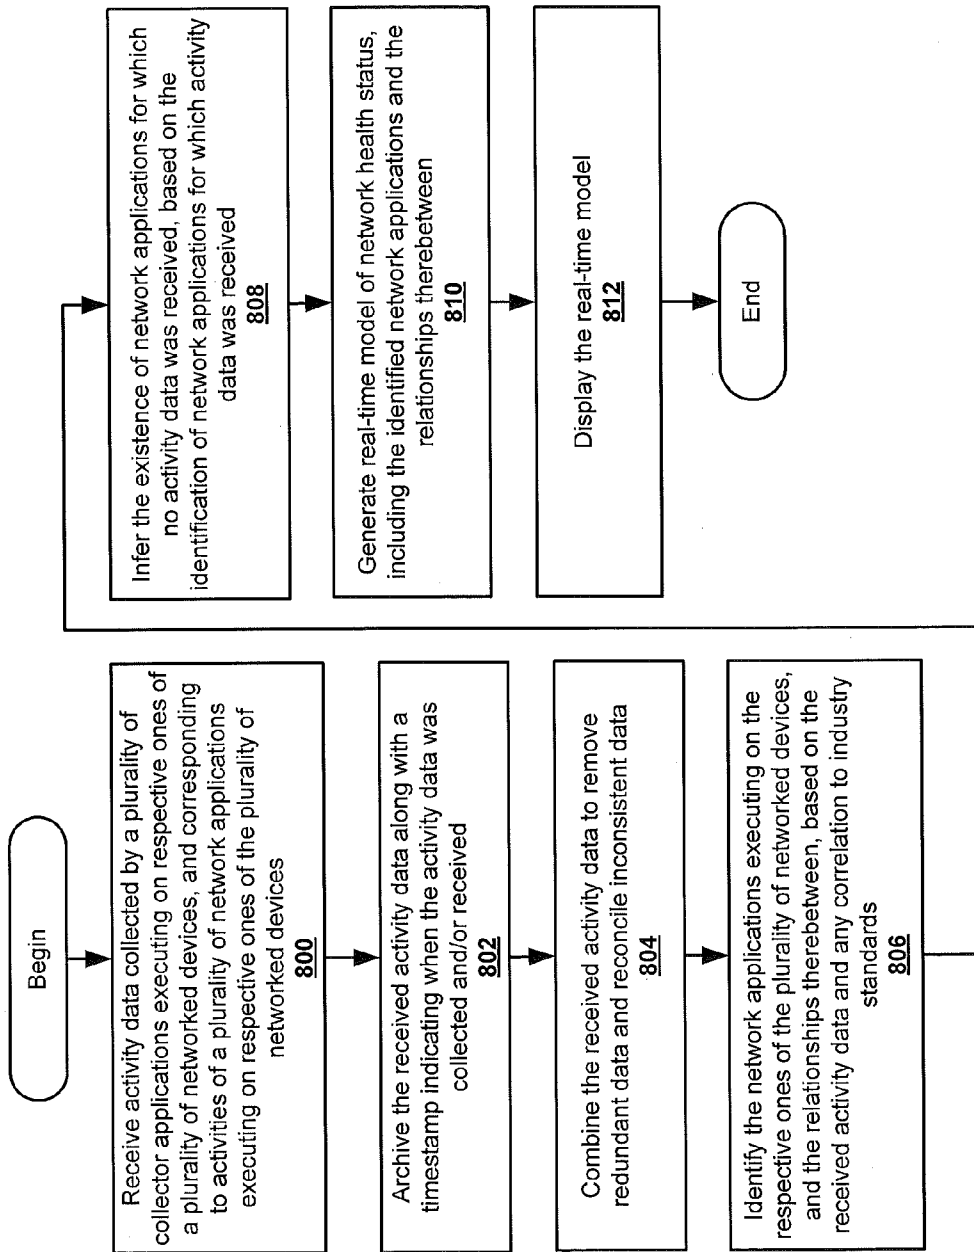 Begin
Receive activity data collected by a plurality of
collector applications executing on respective ones of
a plurality of networked devices, and corresponding
to activities of a plurality of network applications
executing on respective ones of the plurality of
networked devices
800
Archive the received activity data along with a
timestamp indicating when the activity data was
collected and/or received
802
Combine the received activity data to remove
redundant data and reconcile inconsistent data
804
Identify the network applications executing on the
respective ones of the plurality of networked devices,
and the relationships therebetween, based on the
received activity data and any correlation to industry
standards
806
Infer the existence of network applications for which
no activity data was received, based on the
identification of network applications for which activity
data was received
808
Generate real-time model of network health status,
including the identified network applications and the
relationships therebetween
810
Display the real-time model
812
End